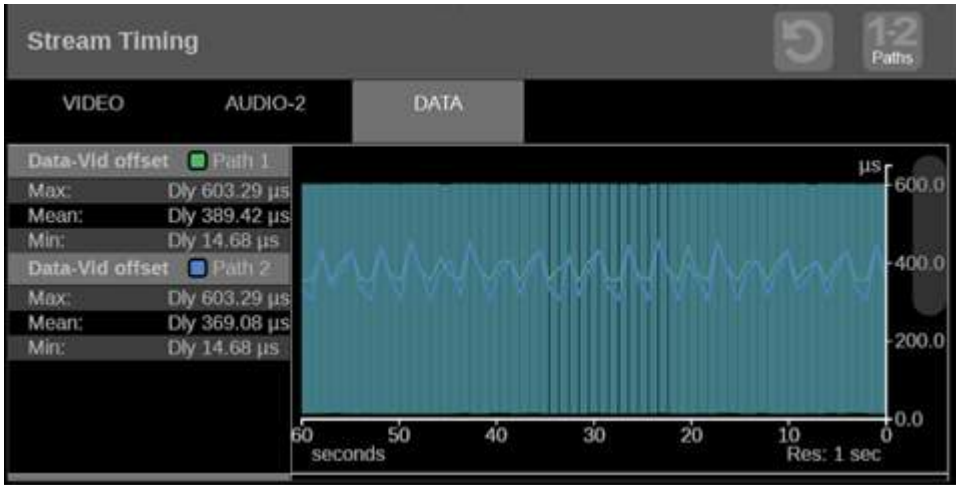 Stream Timing
1-2
Paths
VIDEO AUDIO-2 DATA
Data-Vid offset Path 1
Max: Dly 603.29 µs
Mean: Dly 389.42 µs
Min: Dly 14.68 µs
Data-Vid offset Path 2
Max: Dly 603.29 µs
Mean: Dly 369.08 µs
Min: Dly 14.68 µs
µs
600.0
400.0
200.0
0.0
60 50 40 30 20 10 0
seconds Res: 1 sec